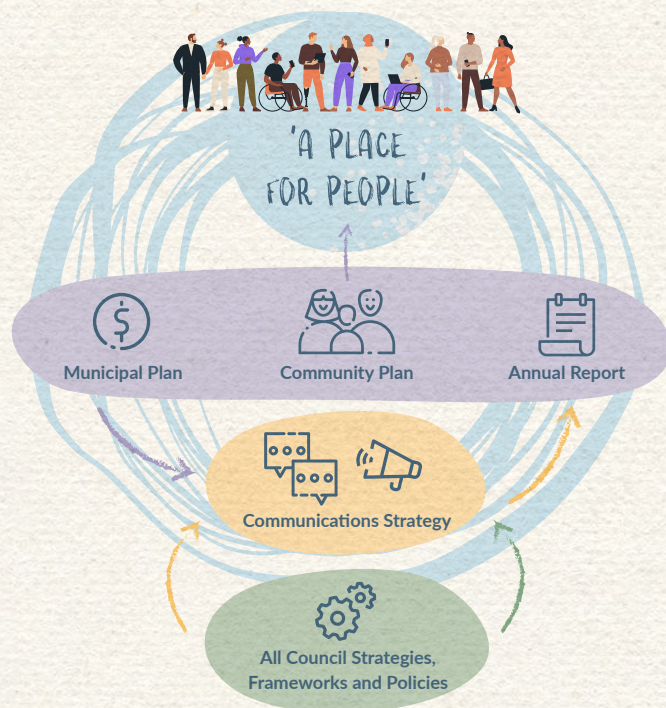 'A PLACE
FOR PEOPLE'
Municipal Plan
Community Plan
Annual Report
Communications Strategy
All Council Strategies,
Frameworks and Policies